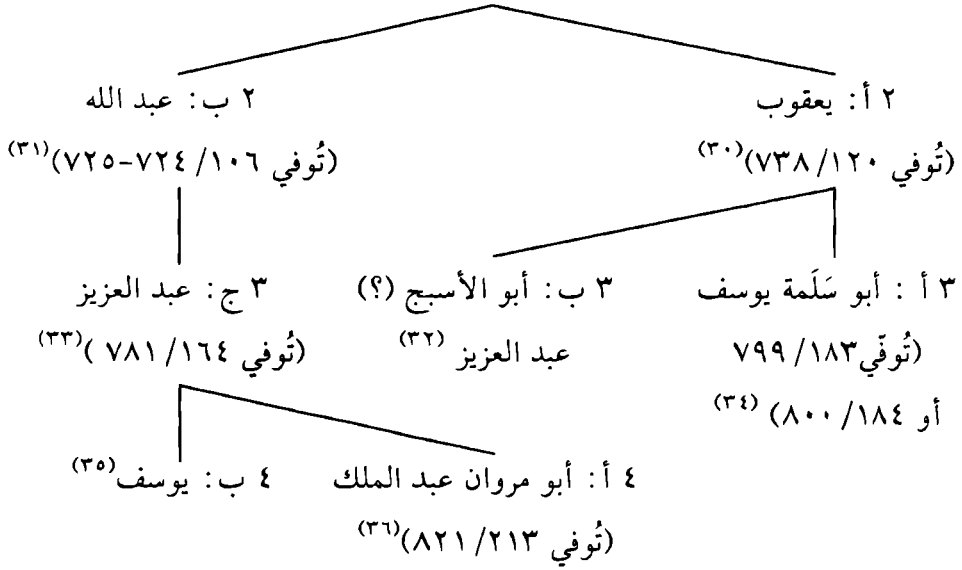 ٢ أ: يعقوب ٢ ب: عبد الله
(تُوفي ١٢٠/ ٧٣٨)(٣٠) (تُوفي ١٠٦/ ٧٢٤-٧٢٥)(٣١)
٣ أ : أبو سَلَمة يوسف ٣ ب: أبو الأسبج (؟) ٣ ج: عبد العزيز
(تُوفّي١٨٣/ ٧٩٩ عبد العزيز (٣٢) (تُوفي ١٦٤/ ٧٨١ )(٣٣)
أو ١٨٤/ ٨٠٠) (٣٤)
٤ أ: أبو مروان عبد الملك ٤ ب: يوسف(٣٥)
(تُوفي ٢١٣/ ٨٢١)(٣٦)